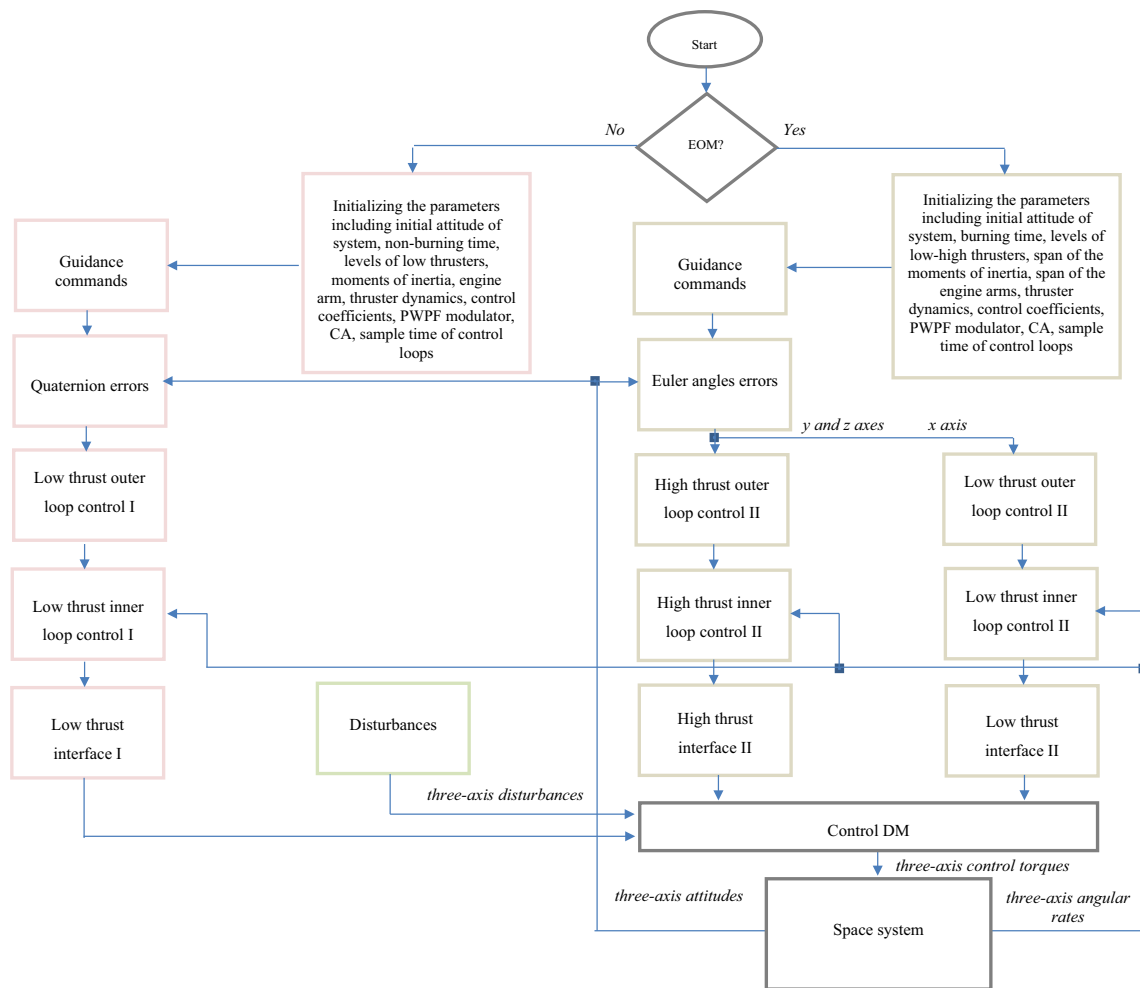 Start
EOM?
No
Yes
Initializing the parameters
including initial attitude of
system, non-burning time,
levels of low thrusters,
moments of inertia, engine
arm, thruster dynamics, control
coefficients, PWPF modulator,
CA, sample time of control
loops
Initializing the parameters
including initial attitude of
system, burning time, levels of
low-high thrusters, span of the
moments of inertia, span of the
engine arms, thruster
dynamics, control coefficients,
PWPF modulator, CA, sample
time of control loops
Guidance
commands
Guidance
commands
Quaternion errors
Euler angles errors
y and z axes
x axis
Low thrust outer
loop control I
High thrust outer
loop control II
Low thrust outer
loop control II
Low thrust inner
loop control I
High thrust inner
loop control II
Low thrust inner
loop control II
Low thrust
interface I
Disturbances
High thrust
interface II
Low thrust
interface II
three-axis disturbances
Control DM
three-axis control torques
three-axis attitudes
Space system
three-axis angular
rates